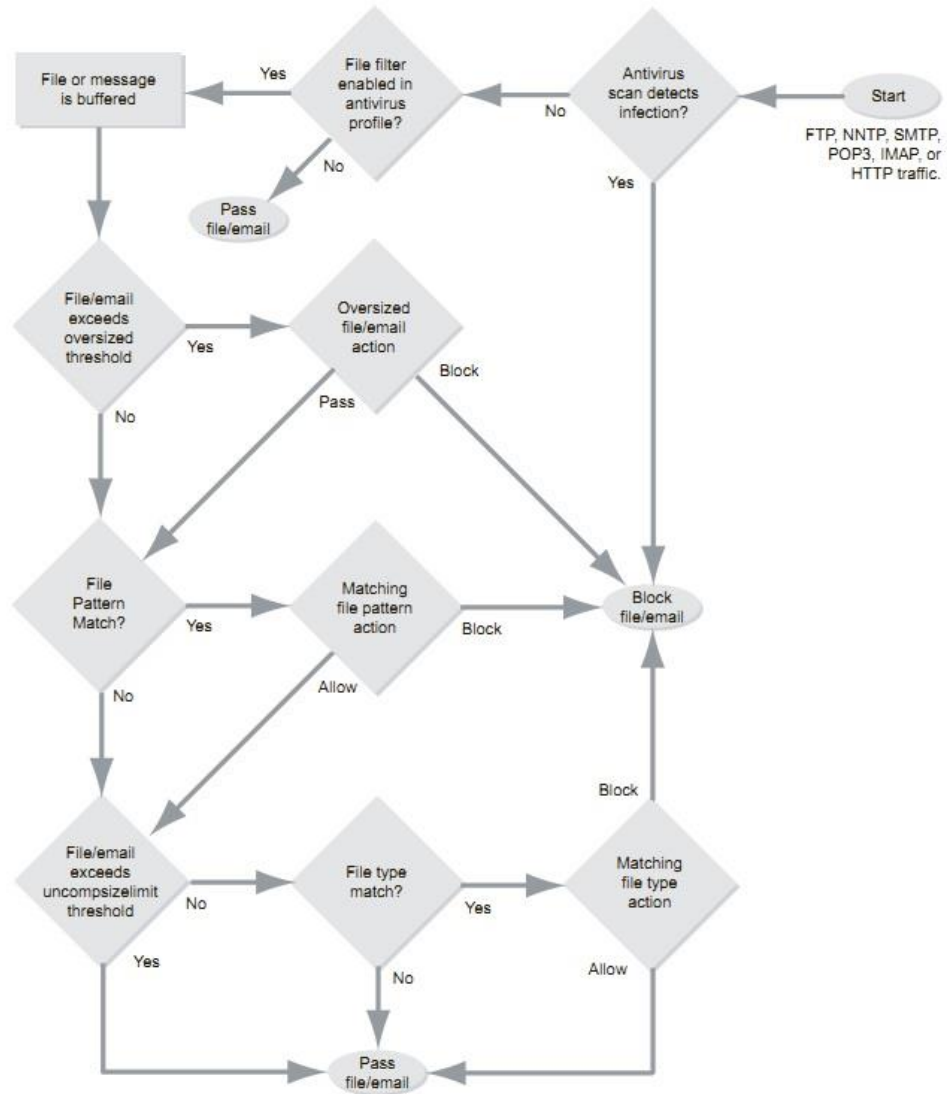 File or message
is buffered
Yes
File filter
enabled in
antivirus
profile?
No
Antivirus
scan detects
infection?
Start
FTP, NNTP, SMTP,
POP3, IMAP, or
HTTP traffic.
No
Pass
file/email
Yes
File/email
exceeds
oversized
threshold
Yes
Oversized
file/email
action
Block
Pass
No
File
Pattern
Match?
Yes
Matching
file pattern
action
Block
Block
file/email
Allow
No
Block
File/email
exceeds
uncompsizelimit
threshold
No
File type
match?
Yes
Matching
file type
action
Yes
No
Allow
Pass
file/email